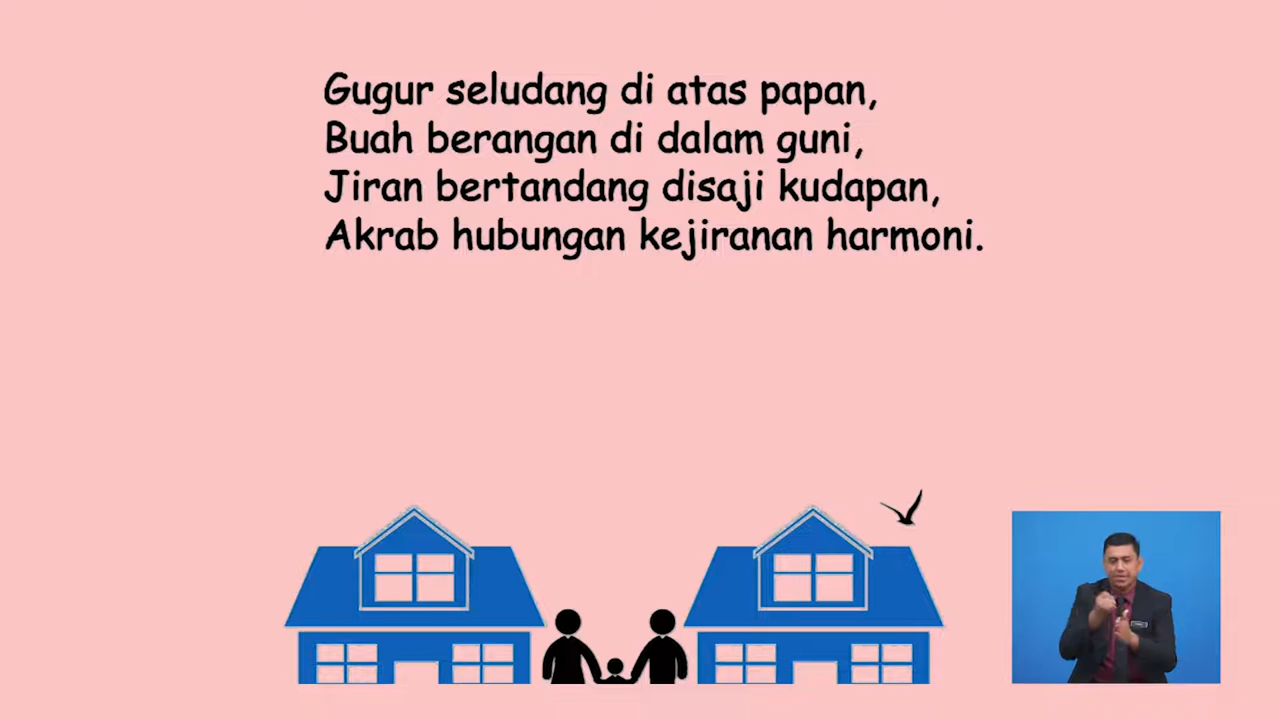 Gugur seludang di atas papan,
Buah berangan di dalam guni,
Jiran bertandang disaji kudapan,
Akrab hubungan kejiranan harmoni.